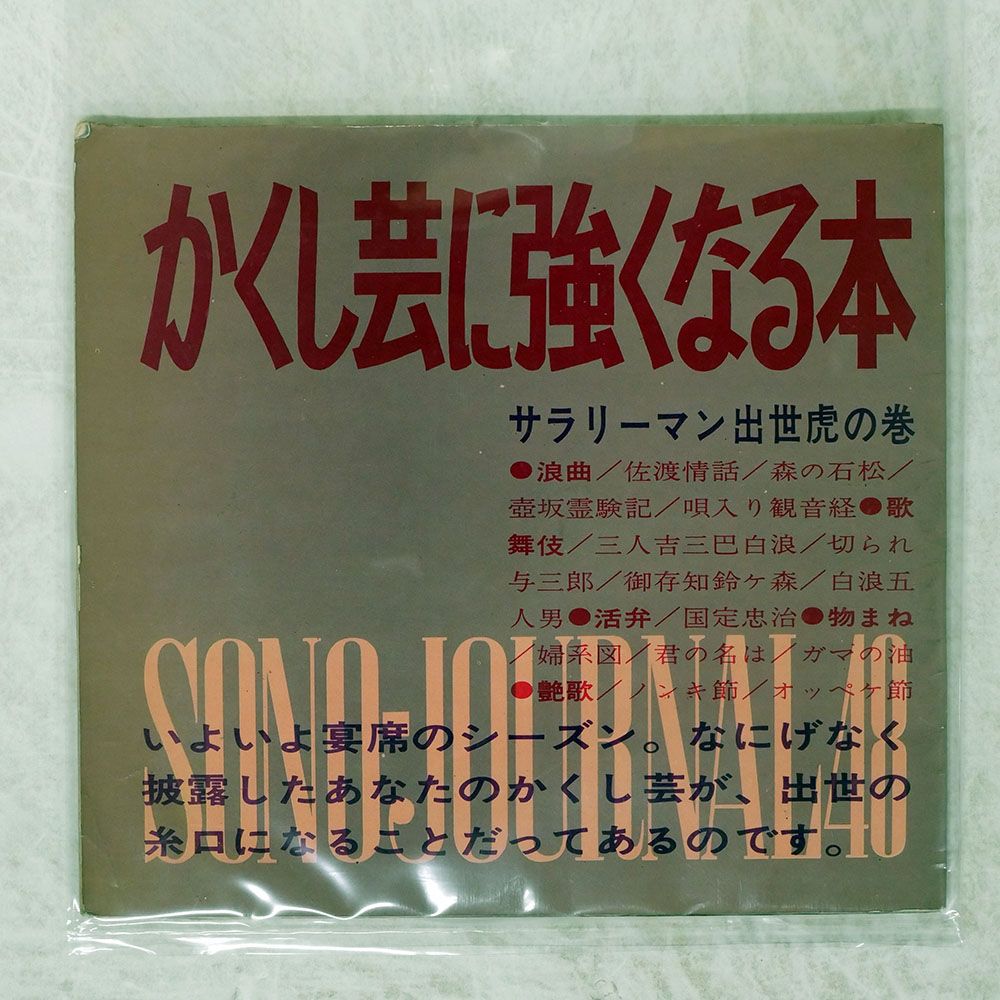 かくし芸に強くなる本
サラリーマン出世虎の巻
●浪曲／佐渡情話／森の石松／
壺坂霊験記／唄入り観音経●歌
舞伎／三人吉三巴白浪／切られ
与三郎／御存知鈴ヶ森／白浪五
人男●活弁／国定忠治●物まね
／婦系図／君の名は／ガマの油
●艶歌／ノンキ節／オッペケ節
SONO-JOURNAL48
いよいよ宴席のシーズン。なにげなく
披露したあなたのかくし芸が、出世の
糸口になることだってあるのです。